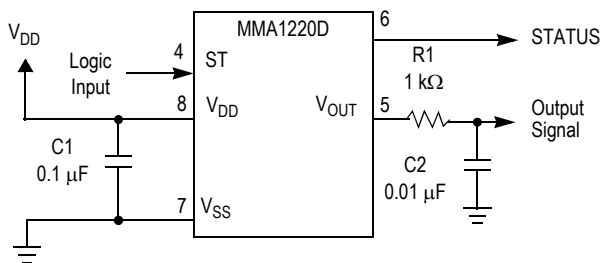 MMA1220D
V_DD
Logic
Input
4
ST
6
STATUS
R1
1 kΩ
8
V_DD
V_OUT
5
Output
Signal
C1
0.1 μF
C2
0.01 μF
7
V_SS